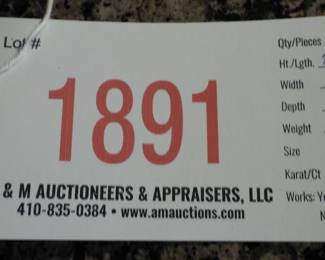 Lot #
1891
& M AUCTIONEERS & APPRAISERS, LLC
410-835-0384 • www.amauctions.com
Qty/Pieces
Ht./Lgth.
Width
Depth
Weight
Size
Karat/Ct
Works: